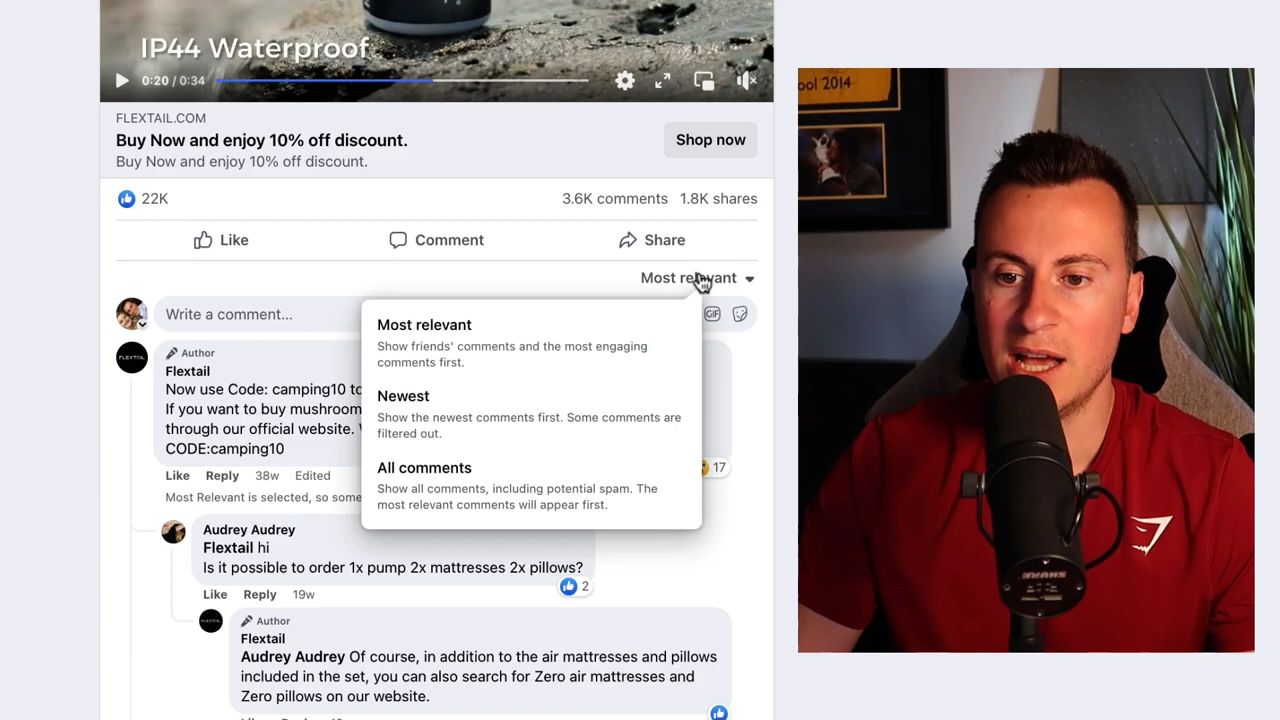 IP44 Waterproof
0:20 / 0:34
FLEXTAIL.COM
Buy Now and enjoy 10% off discount.
Buy Now and enjoy 10% off discount.
Shop now
22K
3.6K comments 1.8K shares
Like
Comment
Share
Most relevant
Write a comment...
GIF
Most relevant
Show friends' comments and the most engaging
comments first.
Newest
Show the newest comments first. Some comments are
filtered out.
All comments
Show all comments, including potential spam. The
most relevant comments will appear first.
Author
Flextail
Now use Code: camping10 to
If you want to buy mushroom
through our official website.
CODE:camping10
17
Like Reply 38w Edited
Most Relevant is selected, so some
Audrey Audrey
Flextail hi
Is it possible to order 1x pump 2x mattresses 2x pillows?
2
Like Reply 19w
Author
Flextail
Audrey Audrey Of course, in addition to the air mattresses and pillows
included in the set, you can also search for Zero air mattresses and
Zero pillows on our website.
ool 2014
SHURE